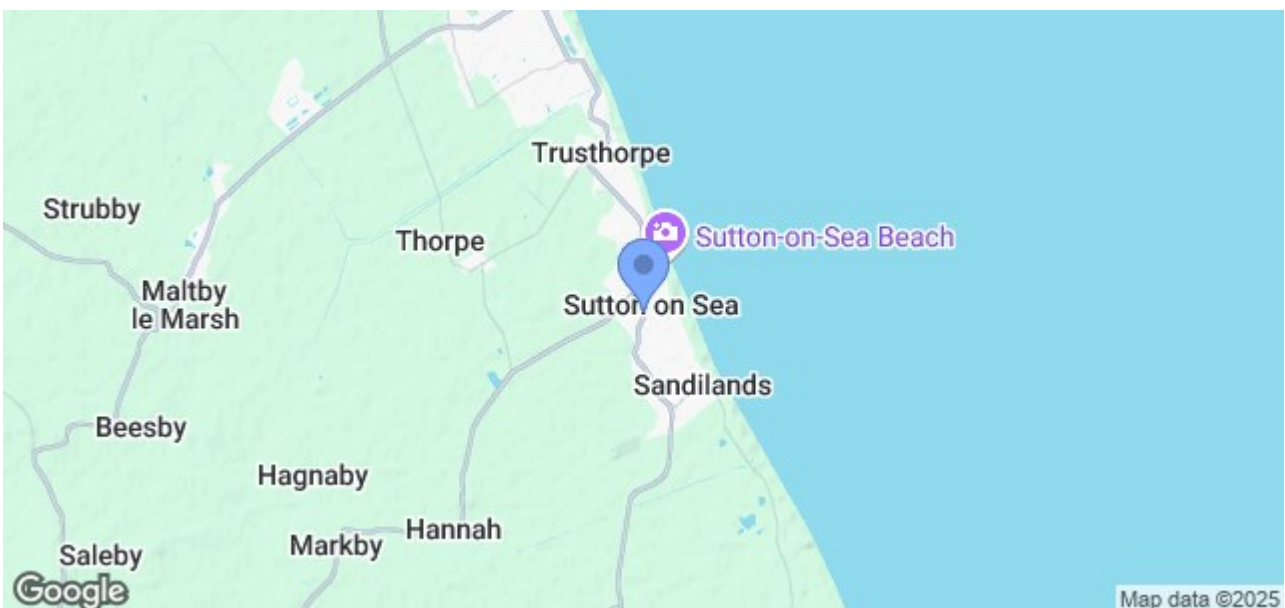 Trusthorpe
Strubby
Thorpe
Sutton-on-Sea Beach
Maltby
le Marsh
Sutton on Sea
Sandilands
Beesby
Hagnaby
Hannah
Markby
Saleby
Google
Map data ©2025